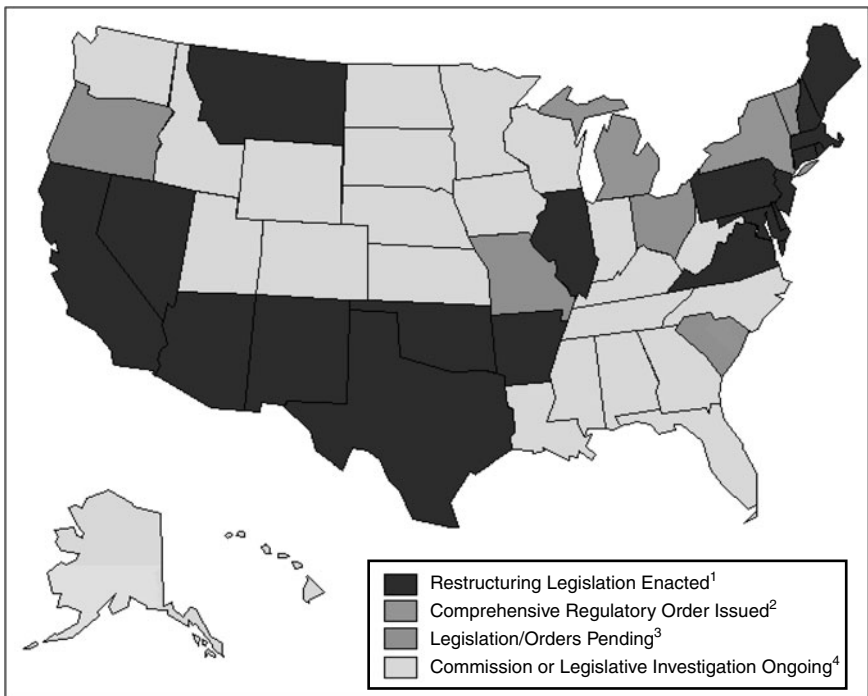 Restructuring Legislation Enacted1
Comprehensive Regulatory Order Issued2
Legislation/Orders Pending3
Commission or Legislative Investigation Ongoing4